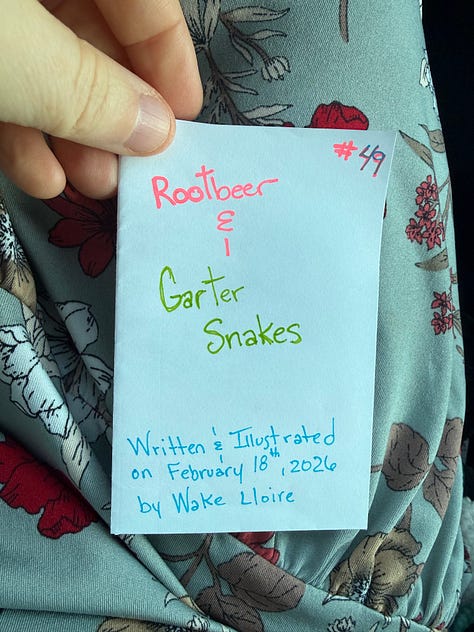 #49
Rootbeer
&
Garter
Snakes
Written & Illustrated
on February 18th, 2026
by Wake Lloire